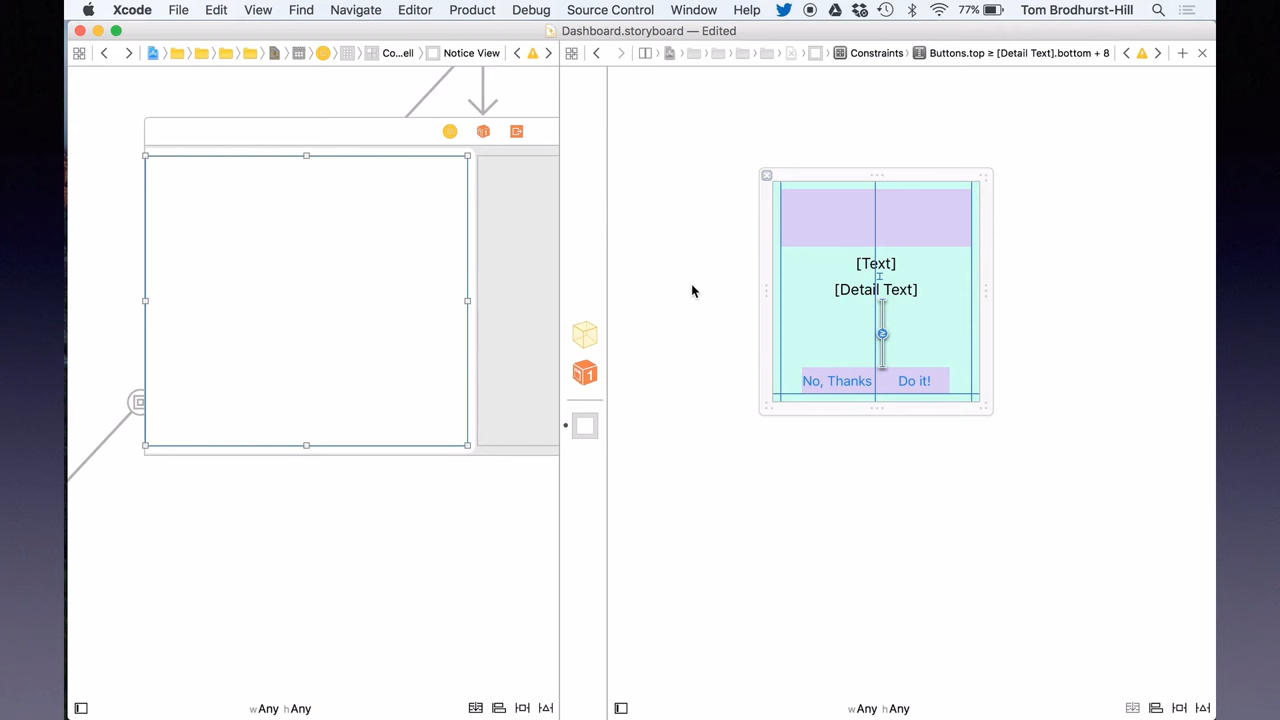 Xcode File Edit View Find Navigate Editor Product Debug Source Control Window Help 77% Tom Brodhurst-Hill
Dashboard.storyboard — Edited
Co...ell Notice View Constraints Buttons.top ≥ [Detail Text].bottom + 8
[Text]
[Detail Text]
1
No, Thanks Do it!
wAny hAny wAny hAny